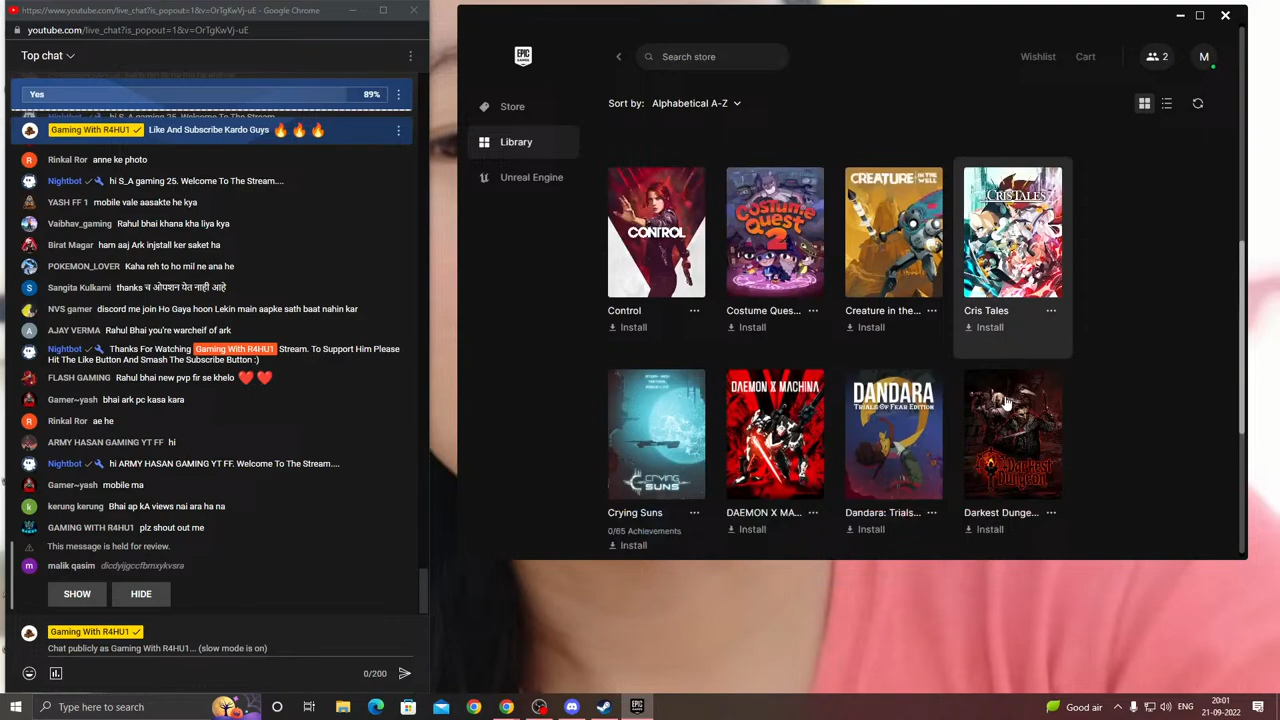 https://www.youtube.com/live_chat?is_popout=1&v=OrTgKwVj-uE - Google Chrome
youtube.com/live_chat?is_popout=1&v=OrTgKwVj-uE
Top chat
hi S_A gaming 25. Welcome To The Stream....
Yes 89%
Gaming With R4HU1 Like And Subscribe Kardo Guys 🔥🔥🔥
R Rinkal Ror anne ke photo
Nightbot hi S_A gaming 25. Welcome To The Stream....
YASH FF 1 mobile vale aasakte he kya
Vaibhav_gaming Rahul bhai khana kha liya kya
Birat Magar ham aaj Ark injstall ker saket ha
POKEMON_LOVER Kaha reh to ho mil ne ana he
S Sangita Kulkarni thanks च ओपशन येत नाही आहे
NVS gamer discord me join Ho Gaya hoon Lekin main aapke sath baat nahin kar
A AJAY VERMA Rahul Bhai you're warcheif of ark
Nightbot Thanks For Watching Gaming With R4HU1 Stream. To Support Him Please
Hit The Like Button And Smash The Subscribe Button :)
FLASH GAMING Rahul bhai new pvp fir se khelo ❤️❤️
Gamer~yash bhai ark pc kasa kara
R Rinkal Ror ae he
ARMY HASAN GAMING YT FF hi
Nightbot hi ARMY HASAN GAMING YT FF. Welcome To The Stream....
Gamer~yash mobile ma
k kerung kerung Bhai ap kA views nai ara ha na
GAMING WITH R4HU1 plz shout out me
This message is held for review.
m malik qasim dicdyijgccfbmxykvsra
SHOW HIDE
Gaming With R4HU1
Chat publicly as Gaming With R4HU1... (slow mode is on)
0/200
EPIC GAMES
Search store
Wishlist Cart 2 M
Store
Library
Unreal Engine
Sort by: Alphabetical A-Z
CONTROL
Costume Quest 2
CREATURE IN THE WELL
CRIS TALES
Control
Costume Ques...
Creature in the...
Cris Tales
Install Install Install Install
CRYING SUNS
DAEMON X MACHINA
DANDARA
TRIALS OF FEAR EDITION
Darkest Dungeon
Crying Suns
DAEMON X MA...
Dandara: Trials...
Darkest Dunge...
0/65 Achievements
Install Install Install
Install
Type here to search
Good air
20:01
21-09-2022